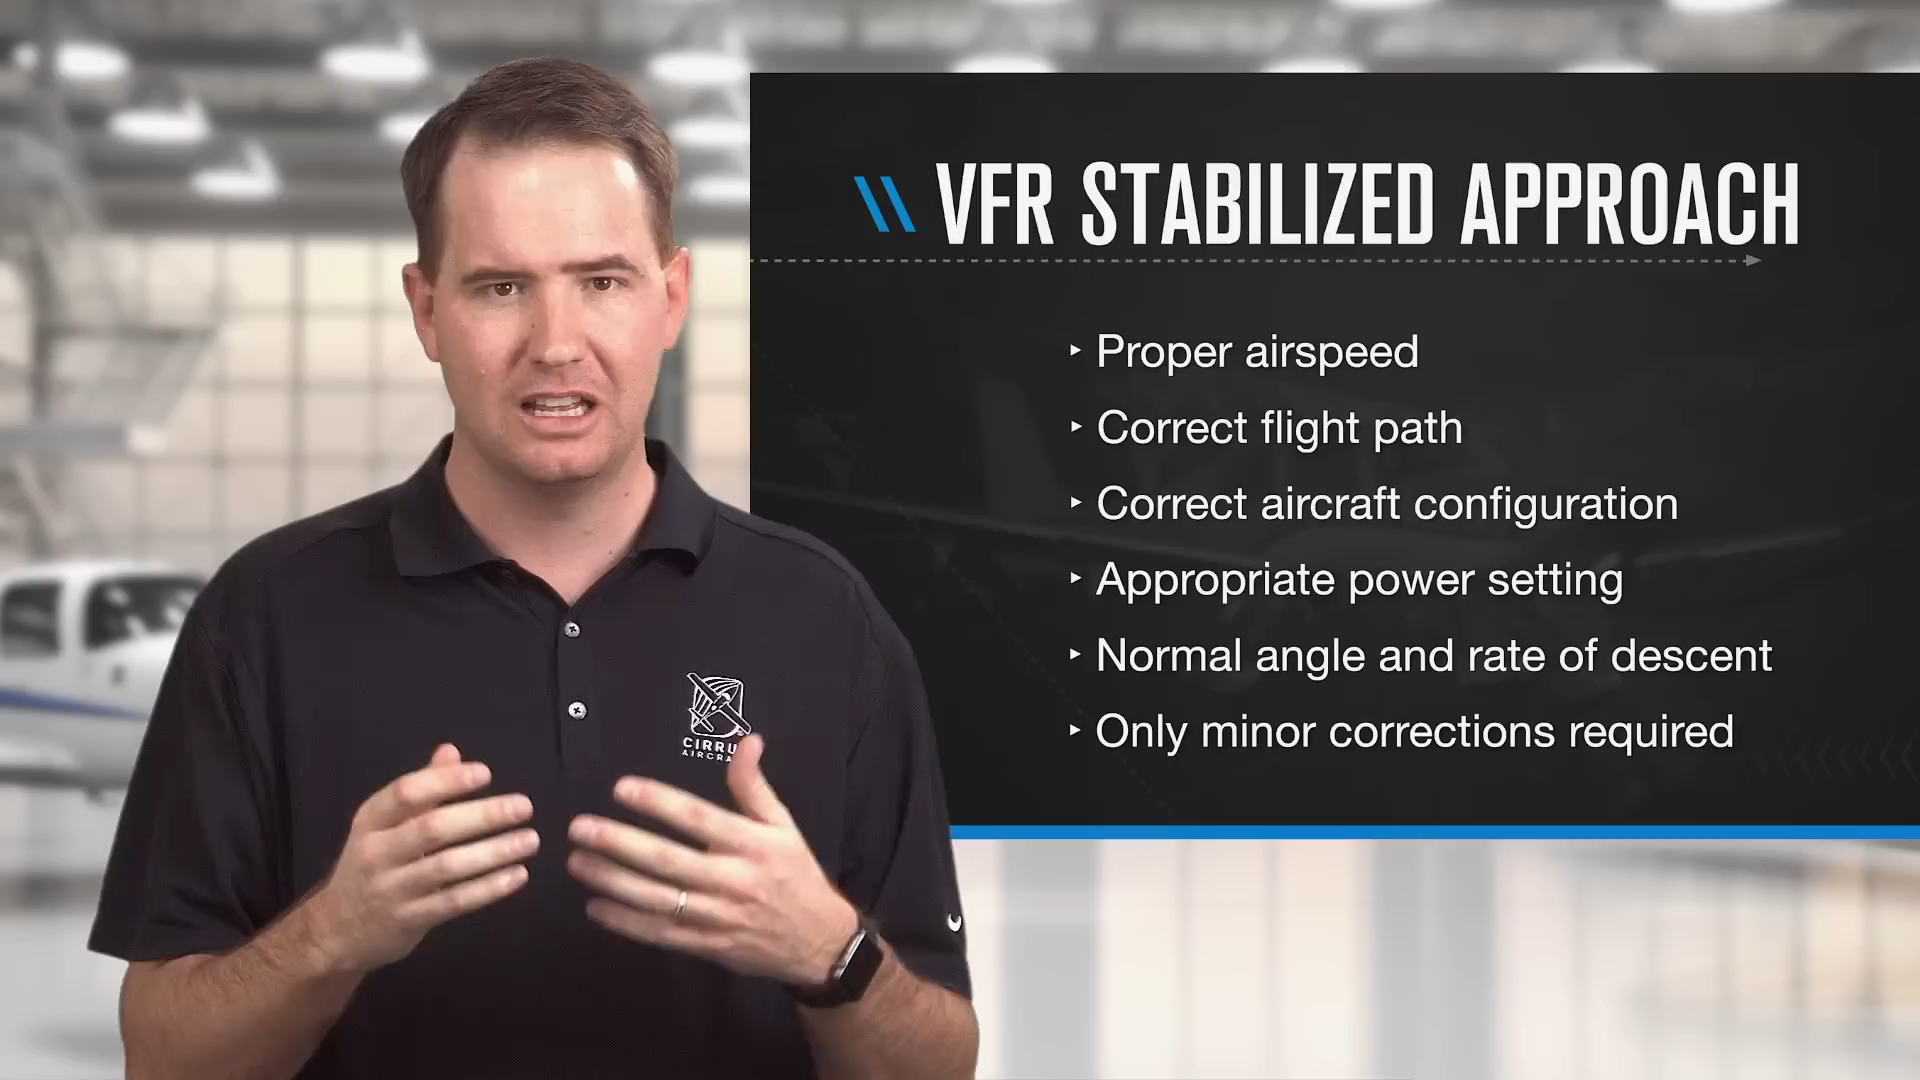 VFR STABILIZED APPROACH
Proper airspeed
Correct flight path
Correct aircraft configuration
Appropriate power setting
Normal angle and rate of descent
Only minor corrections required